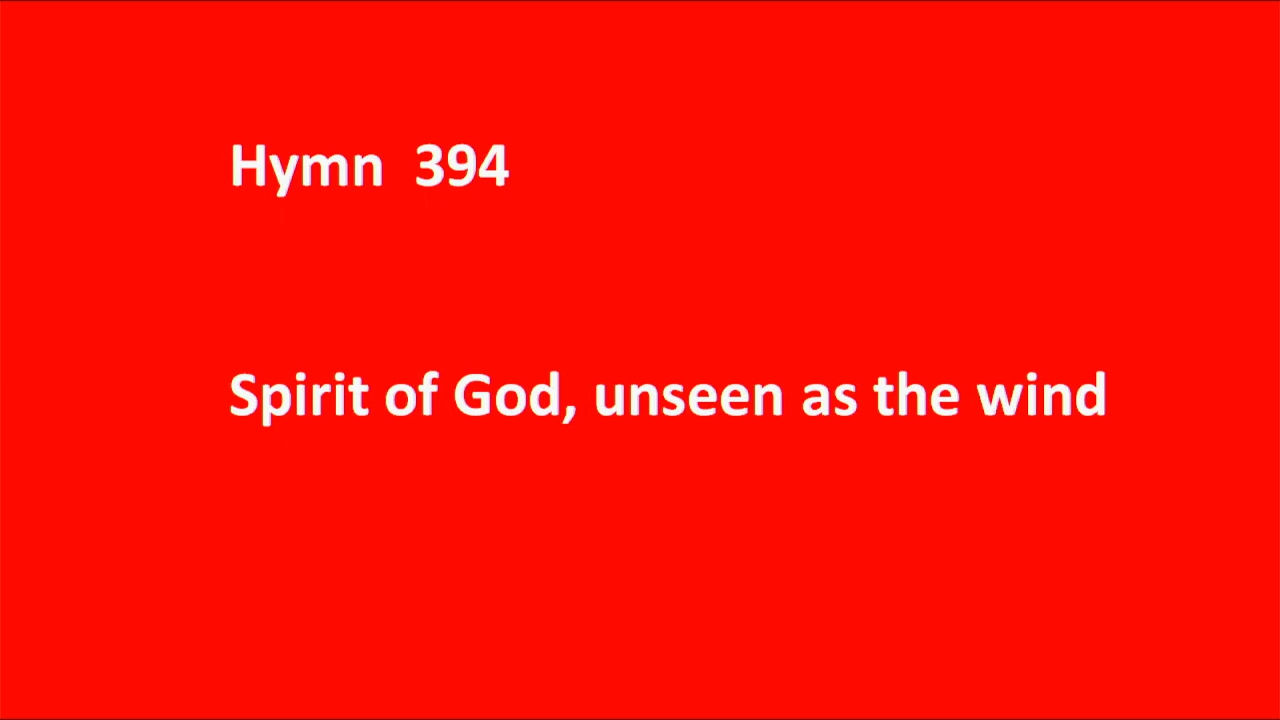 Hymn  394
Spirit of God, unseen as the wind